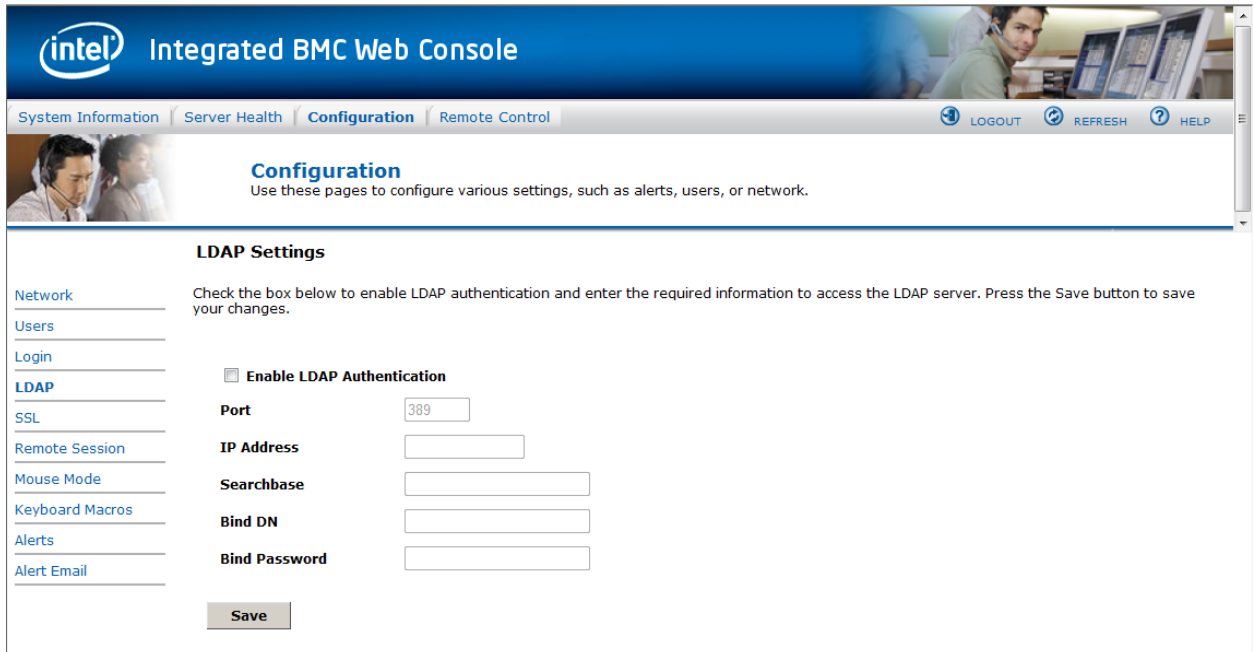 intel Integrated BMC Web Console
System Information Server Health Configuration Remote Control LOGOUT REFRESH HELP
Configuration
Use these pages to configure various settings, such as alerts, users, or network.
LDAP Settings
Check the box below to enable LDAP authentication and enter the required information to access the LDAP server. Press the Save button to save
your changes.
Network
Users
Login
LDAP
SSL
Remote Session
Mouse Mode
Keyboard Macros
Alerts
Alert Email
Enable LDAP Authentication
Port 389
IP Address
Searchbase
Bind DN
Bind Password
Save